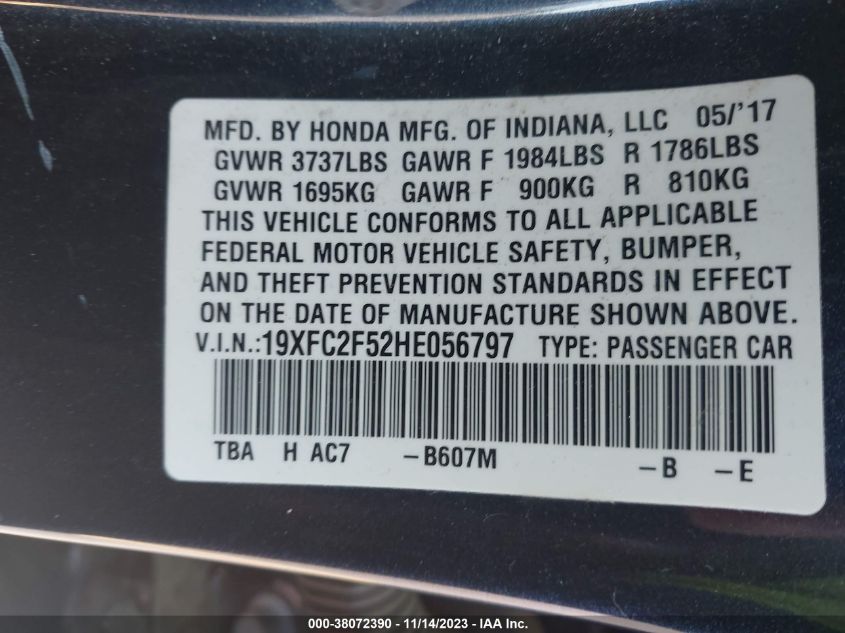 MFD. BY HONDA MFG. OF INDIANA, LLC 05/'17
GVWR 3737LBS GAWR F 1984LBS R 1786LBS
GVWR 1695KG GAWR F 900KG R 810KG
THIS VEHICLE CONFORMS TO ALL APPLICABLE
FEDERAL MOTOR VEHICLE SAFETY, BUMPER,
AND THEFT PREVENTION STANDARDS IN EFFECT
ON THE DATE OF MANUFACTURE SHOWN ABOVE.
V.I.N.:19XFC2F52HE056797 TYPE: PASSENGER CAR
TBA H AC7 -B607M -B -E
000-38072390 - 11/14/2023 - IAA Inc.